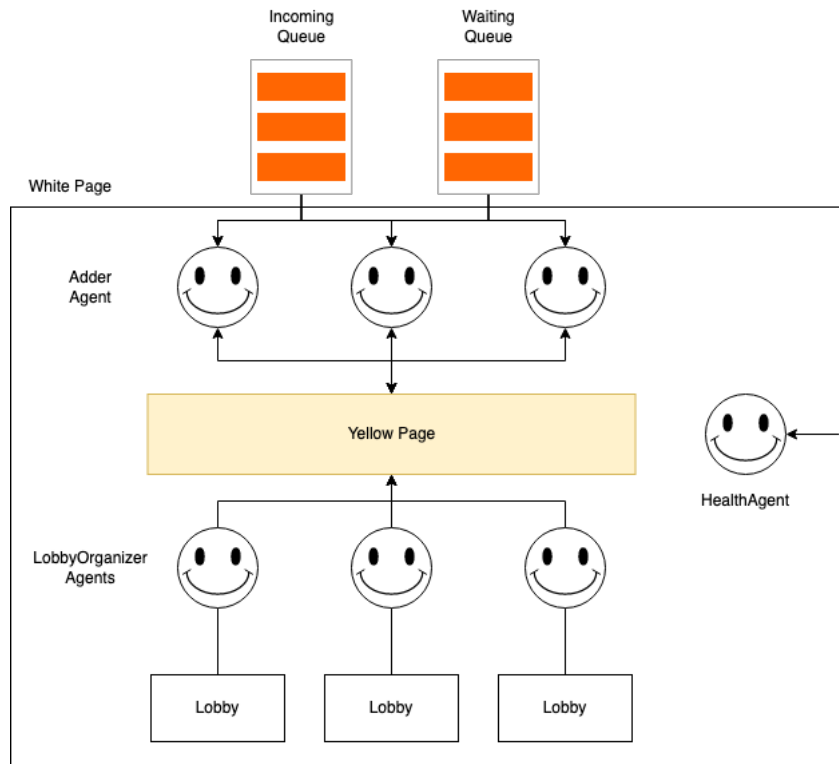 Incoming
Queue
Waiting
Queue
White Page
Adder
Agent
Yellow Page
HealthAgent
LobbyOrganizer
Agents
Lobby
Lobby
Lobby